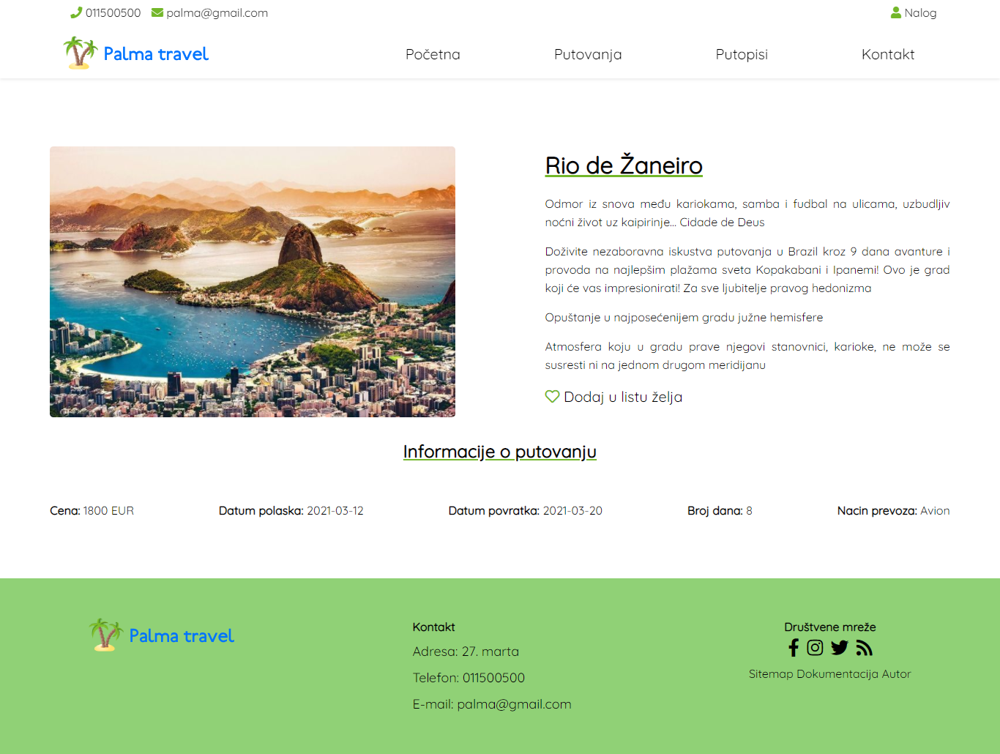 011500500 palma@gmail.com Nalog
Palma travel Početna Putovanja Putopisi Kontakt
Rio de Žaneiro
Odmor iz snova među kariokama, samba i fudbal na ulicama, uzbudljiv
noćni život uz kaipirinje... Cidade de Deus
Doživite nezaboravna iskustva putovanja u Brazil kroz 9 dana avanture i
provoda na najlepšim plažama sveta Kopakabani i Ipanemi! Ovo je grad
koji će vas impresionirati! Za sve ljubitelje pravog hedonizma
Opuštanje u najposećenijem gradu južne hemisfere
Atmosfera koju u gradu prave njegovi stanovnici, karioke, ne može se
susresti ni na jednom drugom meridijanu
Dodaj u listu želja
Informacije o putovanju
Cena: 1800 EUR Datum polaska: 2021-03-12 Datum povratka: 2021-03-20 Broj dana: 8 Nacin prevoza: Avion
Palma travel
Kontakt
Adresa: 27. marta
Telefon: 011500500
E-mail: palma@gmail.com
Društvene mreže
Sitemap Dokumentacija Autor